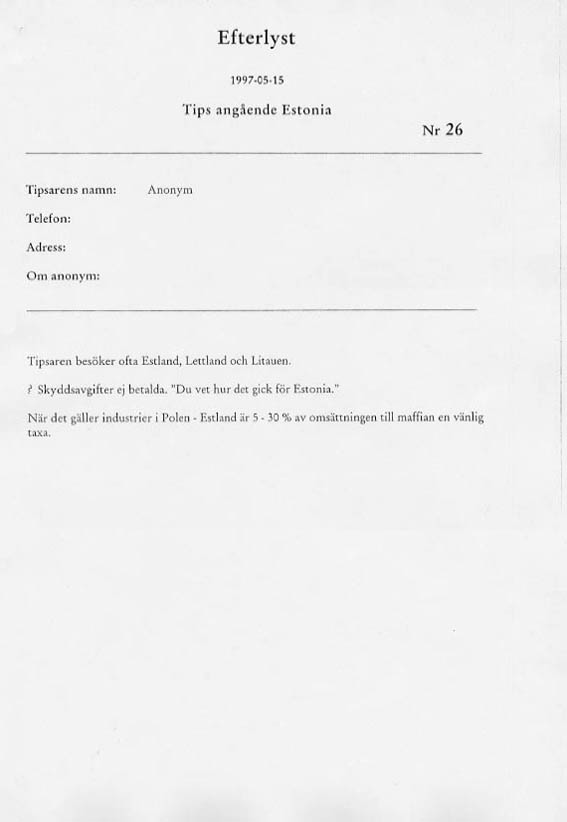 Efterlyst
1997-05-15
Tips angående Estonia
Nr 26
Tipsarens namn: Anonym
Telefon:
Adress:
Om anonym:
Tipsaren besöker ofta Estland, Lettland och Litauen.
? Skyddsavgifter ej betalda. "Du vet hur det gick för Estonia."
När det gäller industrier i Polen - Estland är 5 - 30 % av omsättningen till maffian en vänlig
taxa.